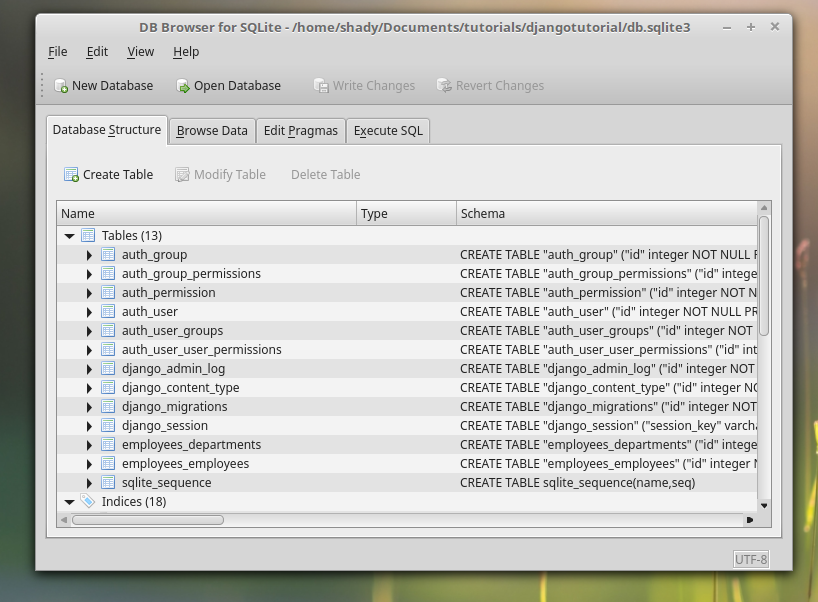 DB Browser for SQLite - /home/shady/Documents/tutorials/djangotutorial/db.sqlite3
File Edit View Help
New Database Open Database Write Changes Revert Changes
Database Structure Browse Data Edit Pragmas Execute SQL
Create Table Modify Table Delete Table
Name Type Schema
Tables (13)
auth_group CREATE TABLE "auth_group" ("id" integer NOT NULL
auth_group_permissions CREATE TABLE "auth_group_permissions" ("id" intege
auth_permission CREATE TABLE "auth_permission" ("id" integer NOT N
auth_user CREATE TABLE "auth_user" ("id" integer NOT NULL PR
auth_user_groups CREATE TABLE "auth_user_groups" ("id" integer NOT
auth_user_user_permissions CREATE TABLE "auth_user_user_permissions" ("id" int
django_admin_log CREATE TABLE "django_admin_log" ("id" integer NOT
django_content_type CREATE TABLE "django_content_type" ("id" integer NO
django_migrations CREATE TABLE "django_migrations" ("id" integer NOT
django_session CREATE TABLE "django_session" ("session_key" varcha
employees_departments CREATE TABLE "employees_departments" ("id" intege
employees_employees CREATE TABLE "employees_employees" ("id" integer N
sqlite_sequence CREATE TABLE sqlite_sequence(name,seq)
Indices (18)
UTF-8